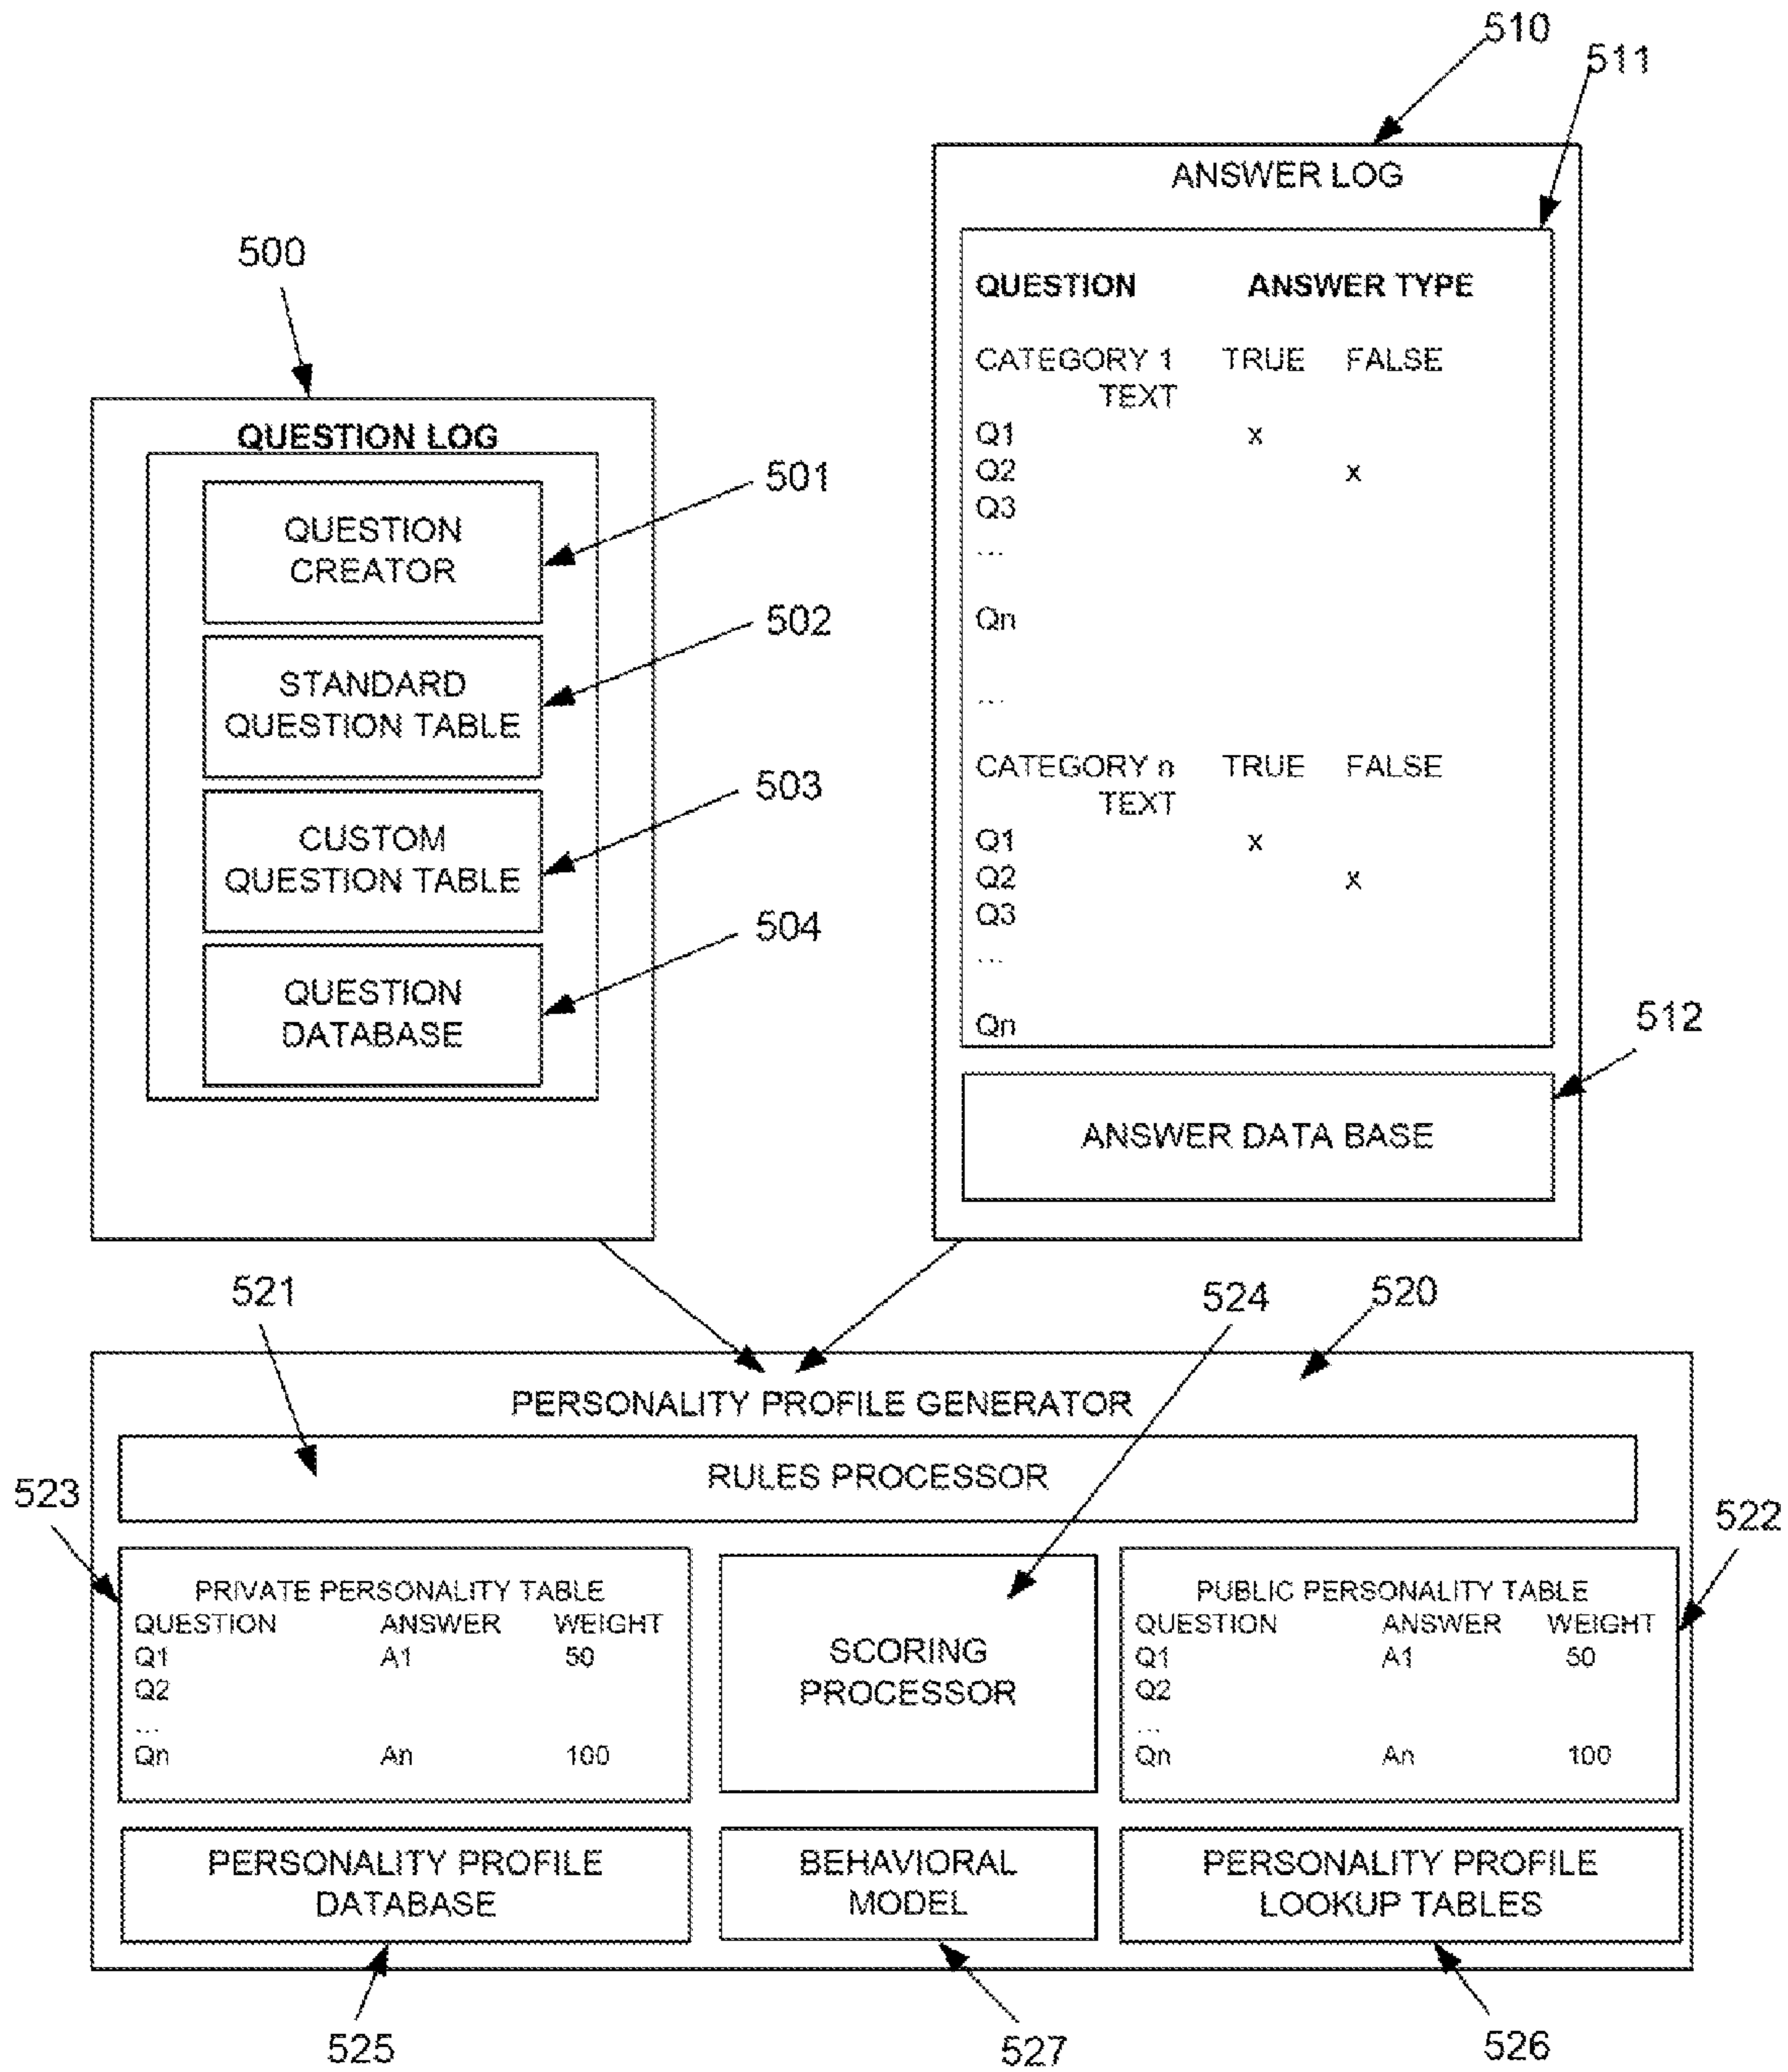 510
511
ANSWER LOG
500
QUESTION ANSWER TYPE
CATEGORY 1 TRUE FALSE
TEXT
Q1 x
Q2 x
Q3
...
Qn
...
CATEGORY n TRUE FALSE
TEXT
Q1 x
Q2 x
Q3
...
Qn
512
ANSWER DATA BASE
QUESTION LOG
501
QUESTION
CREATOR
502
STANDARD
QUESTION TABLE
503
CUSTOM
QUESTION TABLE
504
QUESTION
DATABASE
521
524
520
PERSONALITY PROFILE GENERATOR
RULES PROCESSOR
523
522
PRIVATE PERSONALITY TABLE
QUESTION ANSWER WEIGHT
Q1 A1 50
Q2
...
Qn An 100
SCORING
PROCESSOR
PUBLIC PERSONALITY TABLE
QUESTION ANSWER WEIGHT
Q1 A1 50
Q2
...
Qn An 100
PERSONALITY PROFILE
DATABASE
BEHAVIORAL
MODEL
PERSONALITY PROFILE
LOOKUP TABLES
525
527
526